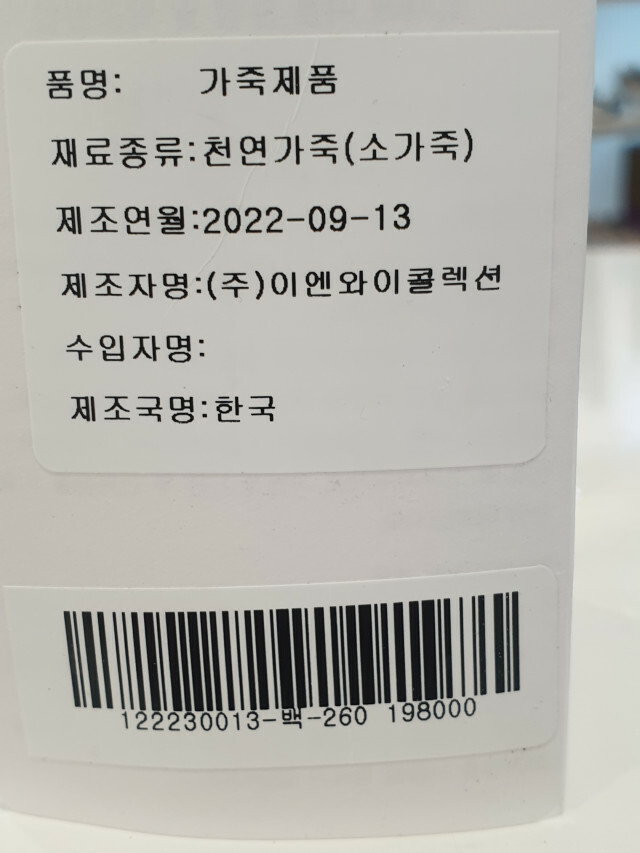 품명: 가죽제품
재료종류:천연가죽(소가죽)
제조연월:2022-09-13
제조자명:(주)이엔와이콜렉션
수입자명:
제조국명:한국
122230013-백-260 198000